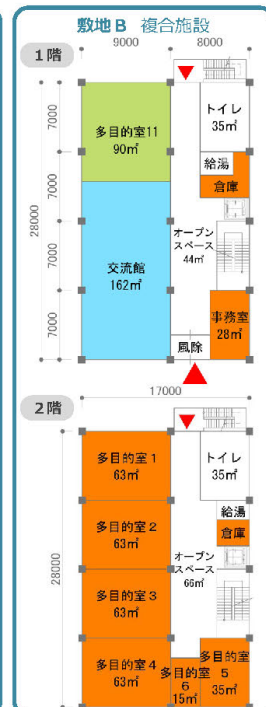 敷地B 複合施設
1階
9000 8000
トイレ
35㎡
多目的室11
90㎡
給湯
倉庫
7000
7000
7000
7000
28000
オープン
スペース
44㎡
交流館
162㎡
事務室
28㎡
風除
17000
2階
多目的室1
63㎡
トイレ
35㎡
給湯
倉庫
多目的室2
63㎡
28000
オープン
スペース
66㎡
多目的室3
63㎡
多目的室4
63㎡
多目的室
6
15㎡
多目的室
5
35㎡